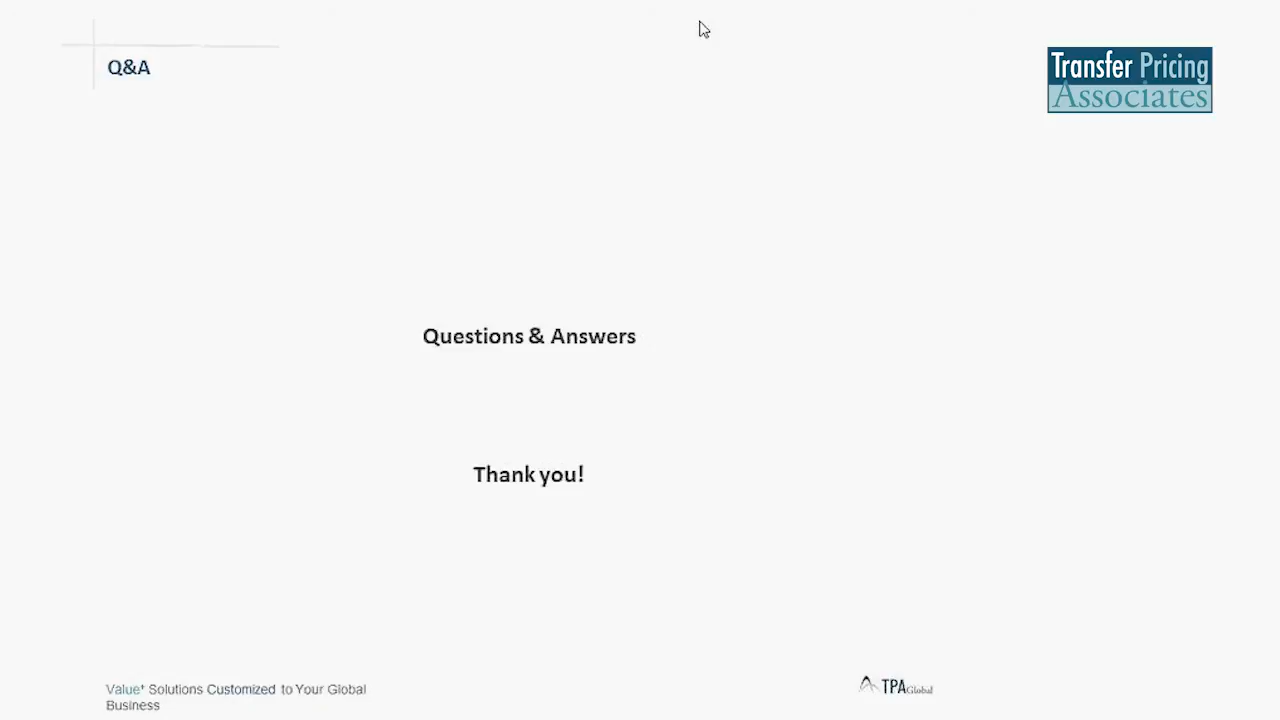 Q&A
Transfer Pricing
Associates
Questions & Answers
Thank you!
Value⁺ Solutions Customized to Your Global
Business
TPA Global